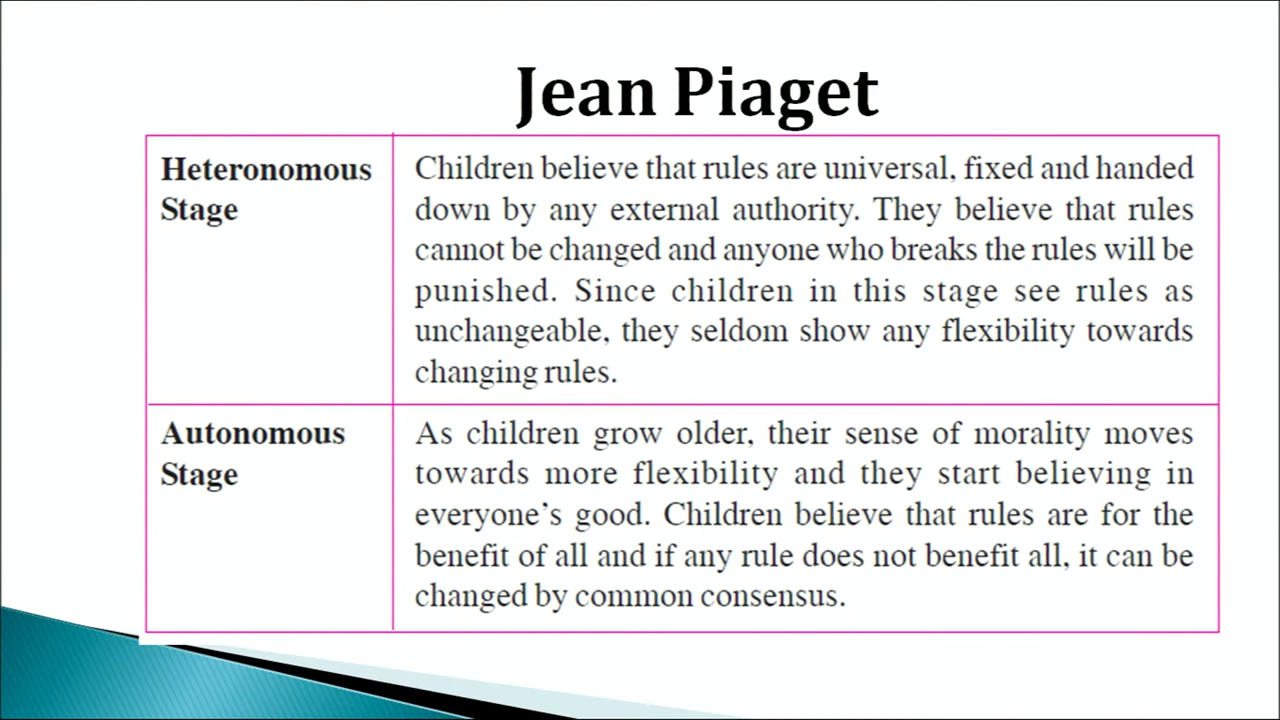 Jean Piaget
Heteronomous
Stage
Children believe that rules are universal, fixed and handed
down by any external authority. They believe that rules
cannot be changed and anyone who breaks the rules will be
punished. Since children in this stage see rules as
unchangeable, they seldom show any flexibility towards
changing rules.
Autonomous
Stage
As children grow older, their sense of morality moves
towards more flexibility and they start believing in
everyone’s good. Children believe that rules are for the
benefit of all and if any rule does not benefit all, it can be
changed by common consensus.